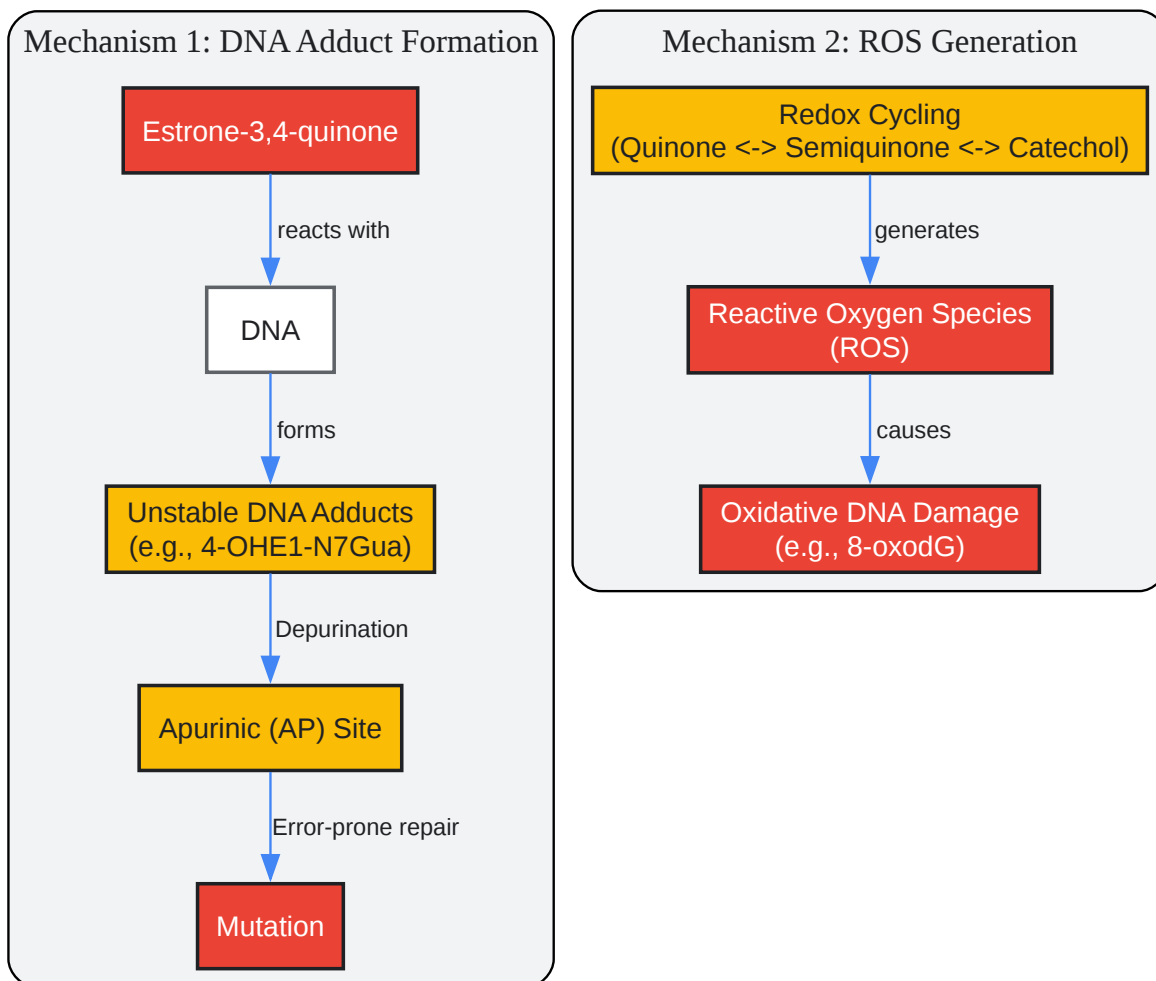 Mechanism 1: DNA Adduct Formation
Estrone-3,4-quinone
reacts with
DNA
forms
Unstable DNA Adducts
(e.g., 4-OHE1-N7Gua)
Depurination
Apurinic (AP) Site
Error-prone repair
Mutation
Mechanism 2: ROS Generation
Redox Cycling
(Quinone <-> Semiquinone <-> Catechol)
generates
Reactive Oxygen Species
(ROS)
causes
Oxidative DNA Damage
(e.g., 8-oxodG)